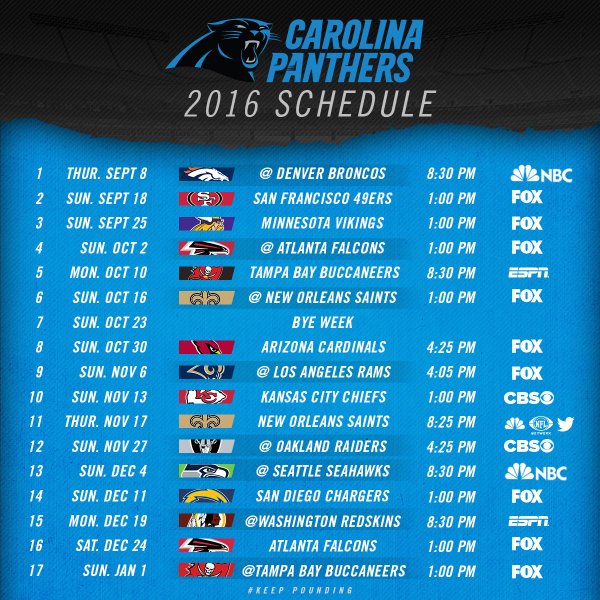 CAROLINA
PANTHERS
2016 SCHEDULE
1 THUR. SEPT 8 @ DENVER BRONCOS 8:30 PM NBC
2 SUN. SEPT 18 SAN FRANCISCO 49ERS 1:00 PM FOX
3 SUN. SEPT 25 MINNESOTA VIKINGS 1:00 PM FOX
4 SUN. OCT 2 @ ATLANTA FALCONS 1:00 PM FOX
5 MON. OCT 10 TAMPA BAY BUCCANEERS 8:30 PM ESPN
6 SUN. OCT 16 @ NEW ORLEANS SAINTS 1:00 PM FOX
7 SUN. OCT 23 BYE WEEK
8 SUN. OCT 30 ARIZONA CARDINALS 4:25 PM FOX
9 SUN. NOV 6 @ LOS ANGELES RAMS 4:05 PM FOX
10 SUN. NOV 13 KANSAS CITY CHIEFS 1:00 PM CBS
11 THUR. NOV 17 NEW ORLEANS SAINTS 8:25 PM NFL NETWORK
12 SUN. NOV 27 @ OAKLAND RAIDERS 4:25 PM CBS
13 SUN. DEC 4 @ SEATTLE SEAHAWKS 8:30 PM NBC
14 SUN. DEC 11 SAN DIEGO CHARGERS 1:00 PM FOX
15 MON. DEC 19 @WASHINGTON REDSKINS 8:30 PM ESPN
16 SAT. DEC 24 ATLANTA FALCONS 1:00 PM FOX
17 SUN. JAN 1 @TAMPA BAY BUCCANEERS 1:00 PM FOX
#KEEP POUNDING